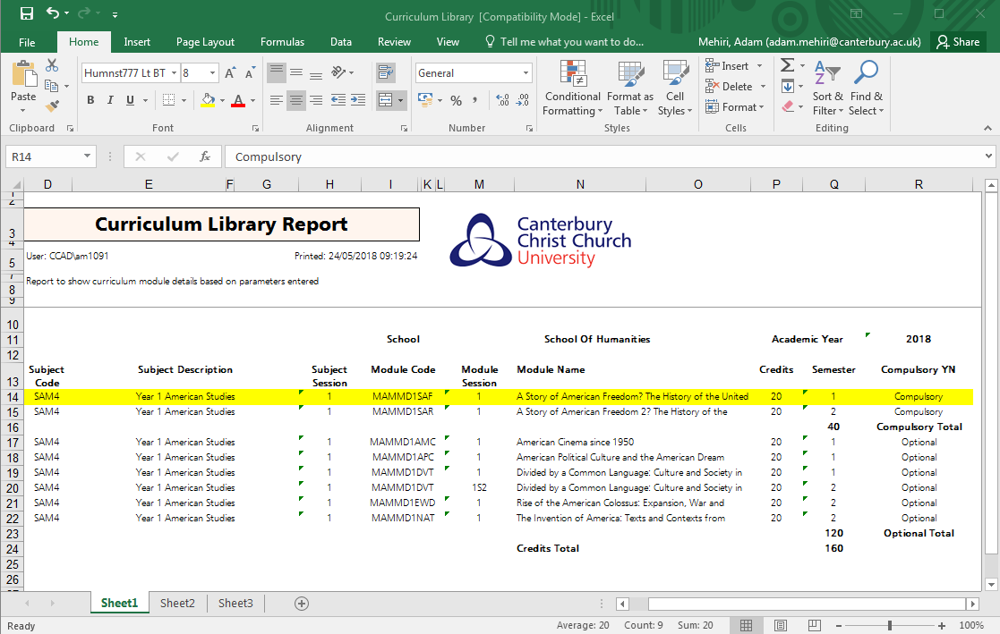 Curriculum Library [Compatibility Mode] - Excel
File Home Insert Page Layout Formulas Data Review View Tell me what you want to do... Mehiri, Adam (adam.mehiri@canterbury.ac.uk) Share
Paste
Humnst777 Lt BT 8 A A
B I U A
General
% ,
Conditional Formatting
Format as Table
Cell Styles
Insert
Delete
Format
Sort & Filter
Find & Select
Clipboard Font Alignment Number Styles Cells Editing
R14 fx Compulsory
D E F G H I K L M N O P Q R
1
2
3 Curriculum Library Report
Canterbury
Christ Church
University
4
5 User: CCAD\am1091 Printed: 24/05/2018 09:19:24
7
8 Report to show curriculum module details based on parameters entered
9
10
11 School School Of Humanities Academic Year 2018
12
13 Subject Code Subject Description Subject Session Module Code Module Session Module Name Credits Semester Compulsory YN
14 SAM4 Year 1 American Studies 1 MAMMD1SAF 1 A Story of American Freedom? The History of the United 20 1 Compulsory
15 SAM4 Year 1 American Studies 1 MAMMD1SAR 1 A Story of American Freedom 2? The History of the 20 2 Compulsory
16 40 Compulsory Total
17 SAM4 Year 1 American Studies 1 MAMMD1AMC 1 American Cinema since 1950 20 1 Optional
18 SAM4 Year 1 American Studies 1 MAMMD1APC 1 American Political Culture and the American Dream 20 1 Optional
19 SAM4 Year 1 American Studies 1 MAMMD1DVT 1 Divided by a Common Language: Culture and Society in 20 1 Optional
20 SAM4 Year 1 American Studies 1 MAMMD1DVT 1S2 Divided by a Common Language: Culture and Society in 20 2 Optional
21 SAM4 Year 1 American Studies 1 MAMMD1EWD 1 Rise of the American Colossus: Expansion, War and 20 2 Optional
22 SAM4 Year 1 American Studies 1 MAMMD1NAT 1 The Invention of America: Texts and Contexts from 20 2 Optional
23 120 Optional Total
24 Credits Total 160
25
26
Sheet1 Sheet2 Sheet3
Ready Average: 20 Count: 9 Sum: 20 100%